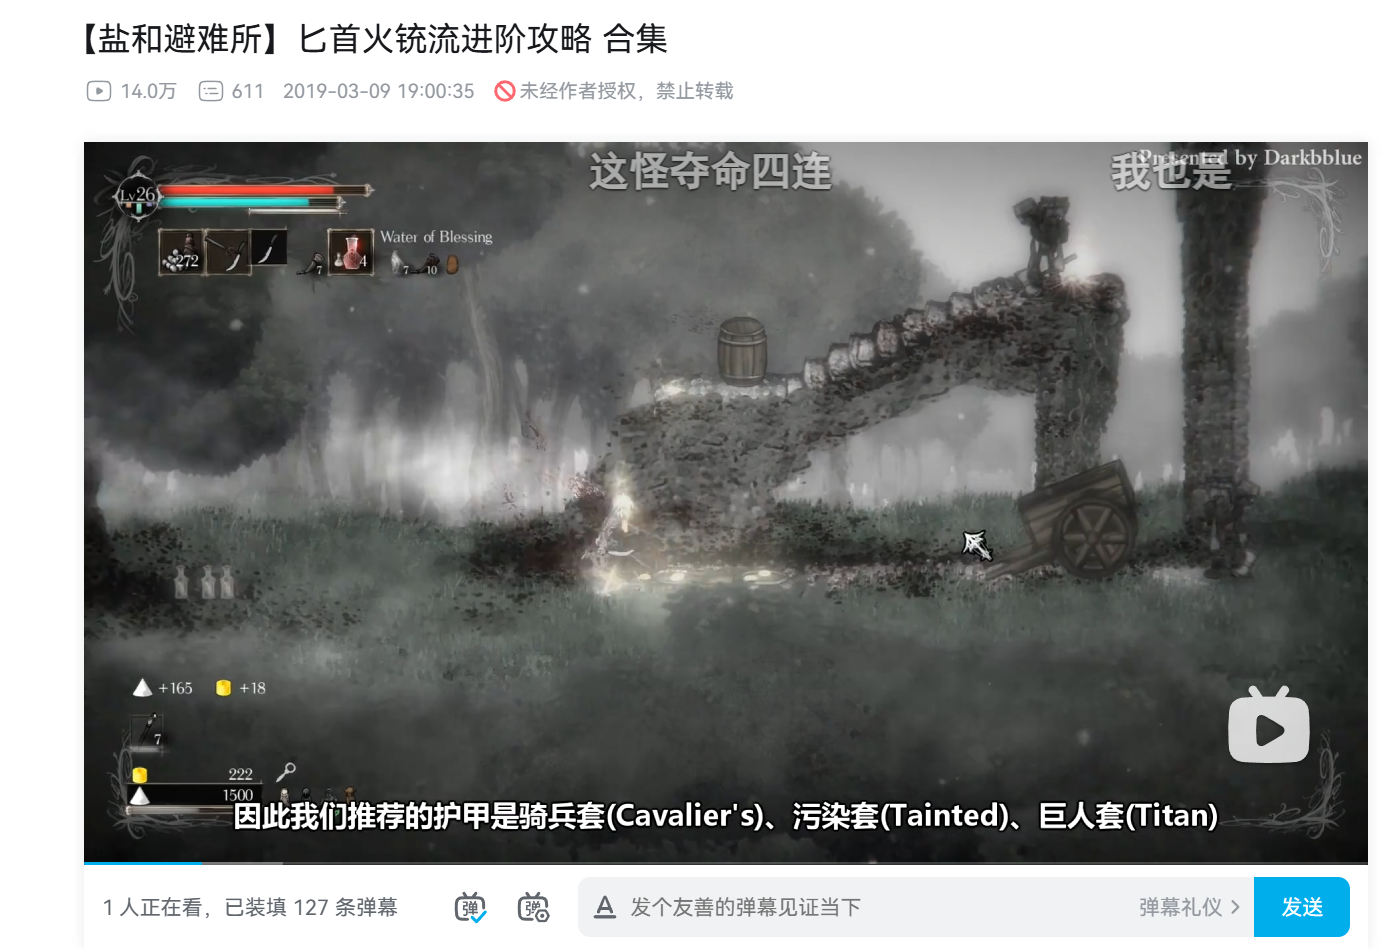 【盐和避难所】匕首火铳流进阶攻略 合集
14.0万 611 2019-03-09 19:00:35 未经作者授权，禁止转载
这怪夺命四连 我也是
Presented by Darkbblue
Lv26
Water of Blessing
272 7 4 7 10
+165 +18
7
222
1500
因此我们推荐的护甲是骑兵套(Cavalier's)、污染套(Tainted)、巨人套(Titan)
1 人正在看，已装填 127 条弹幕 弹 弹 A 发个友善的弹幕见证当下 弹幕礼仪 发送